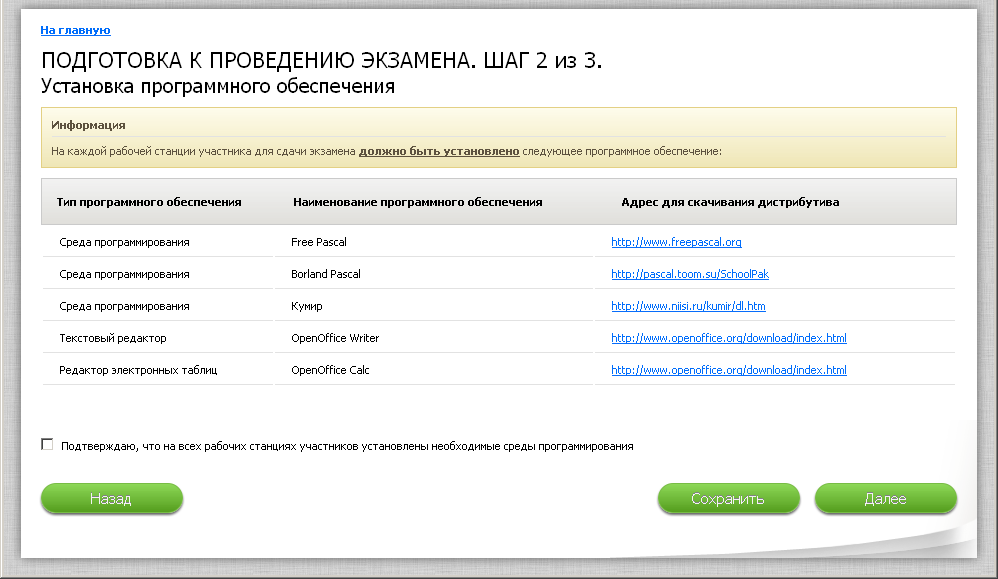 На главную
ПОДГОТОВКА К ПРОВЕДЕНИЮ ЭКЗАМЕНА. ШАГ 2 из 3.
Установка программного обеспечения
Информация
На каждой рабочей станции участника для сдачи экзамена должно быть установлено следующее программное обеспечение:
Тип программного обеспечения Наименование программного обеспечения Адрес для скачивания дистрибутива
Среда программирования Free Pascal http://www.freepascal.org
Среда программирования Borland Pascal http://pascal.toom.su/SchoolPak
Среда программирования Кумир http://www.niisi.ru/kumir/dl.htm
Текстовый редактор OpenOffice Writer http://www.openoffice.org/download/index.html
Редактор электронных таблиц OpenOffice Calc http://www.openoffice.org/download/index.html
Подтверждаю, что на всех рабочих станциях участников установлены необходимые среды программирования
Назад Сохранить Далее